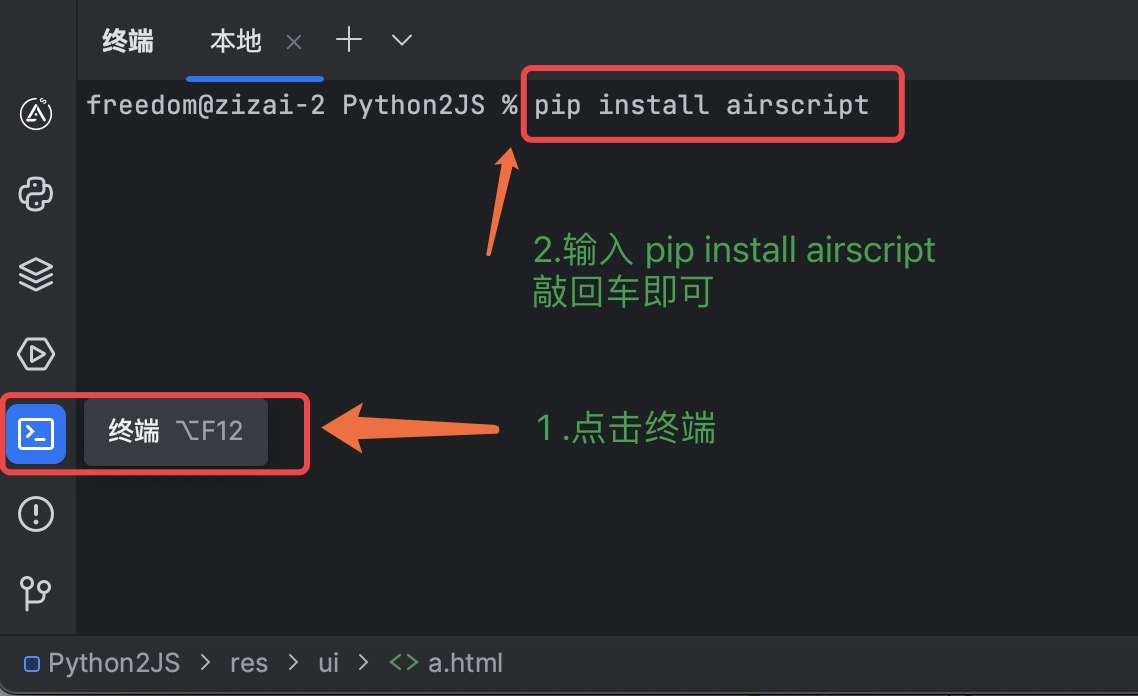 终端 本地
freedom@zizai-2 Python2JS % pip install airscript
2.输入 pip install airscript
敲回车即可
终端 ⌥F12
1 .点击终端
Python2JS > res > ui > <> a.html